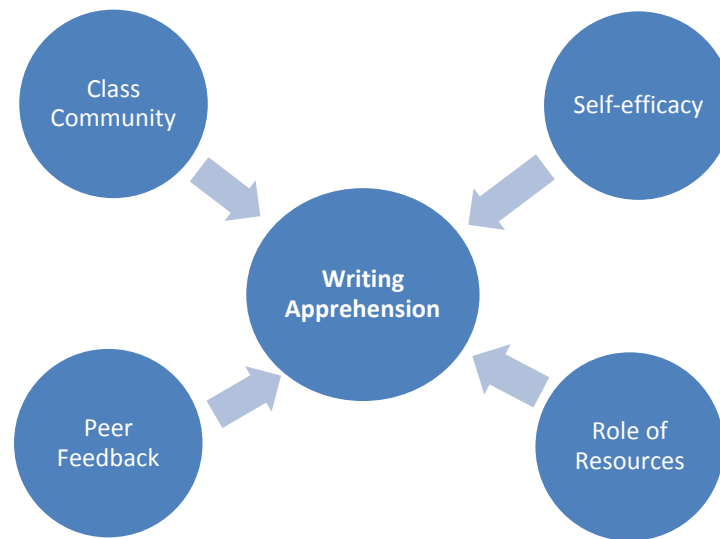 Class
Community
Self-efficacy
Writing
Apprehension
Peer
Feedback
Role of
Resources